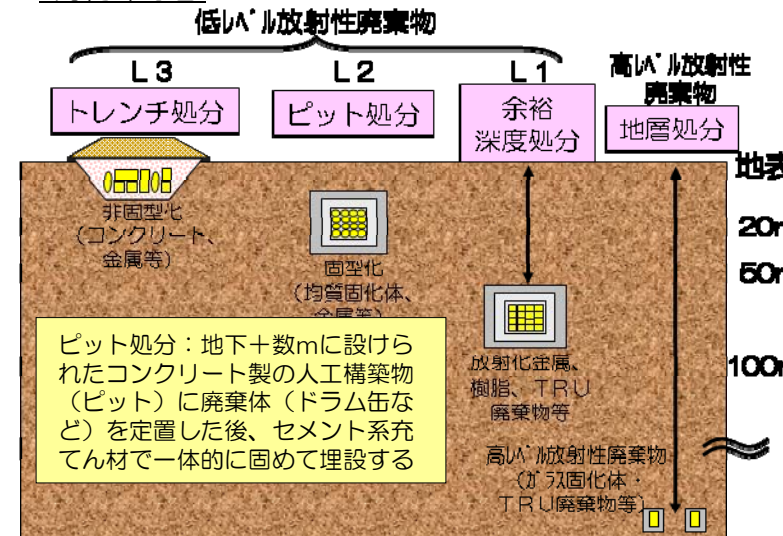 低レベル放射性廃棄物
L3
L2
L1
高レベル放射性
廃棄物
トレンチ処分
ピット処分
余裕
深度処分
地層処分
地表
20m
50m
100m
非固型化
(コンクリート、
金属等)
固型化
(均質固化体、
金属等)
放射化金属、
樹脂、TRU
廃棄物等
ピット処分：地下＋数mに設けら
れたコンクリート製の人工構築物
（ピット）に廃棄体（ドラム缶な
ど）を定置した後、セメント系充
てん材で一体的に固めて埋設する
高レベル放射性廃棄物
(ガラス固化体・
TRU廃棄物等)